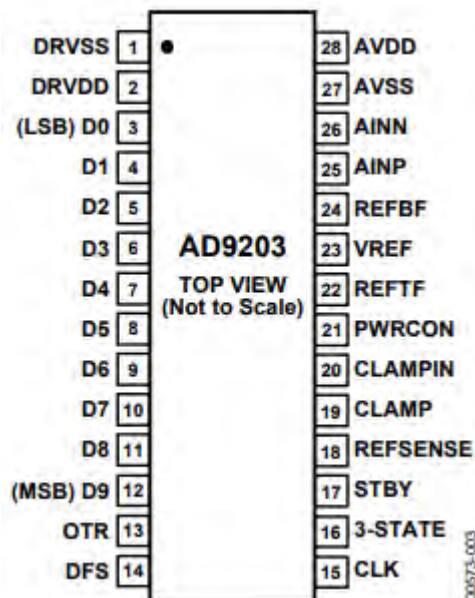 DRVSS 1 28 AVDD
DRVDD 2 27 AVSS
(LSB) D0 3 26 AINN
D1 4 25 AINP
D2 5 24 REFBF
D3 6 AD9203 23 VREF
D4 7 TOP VIEW 22 REFTF
(Not to Scale)
D5 8 21 PWRCON
D6 9 20 CLAMPIN
D7 10 19 CLAMP
D8 11 18 REFSENSE
(MSB) D9 12 17 STBY
OTR 13 16 3-STATE
DFS 14 15 CLK
00573-003